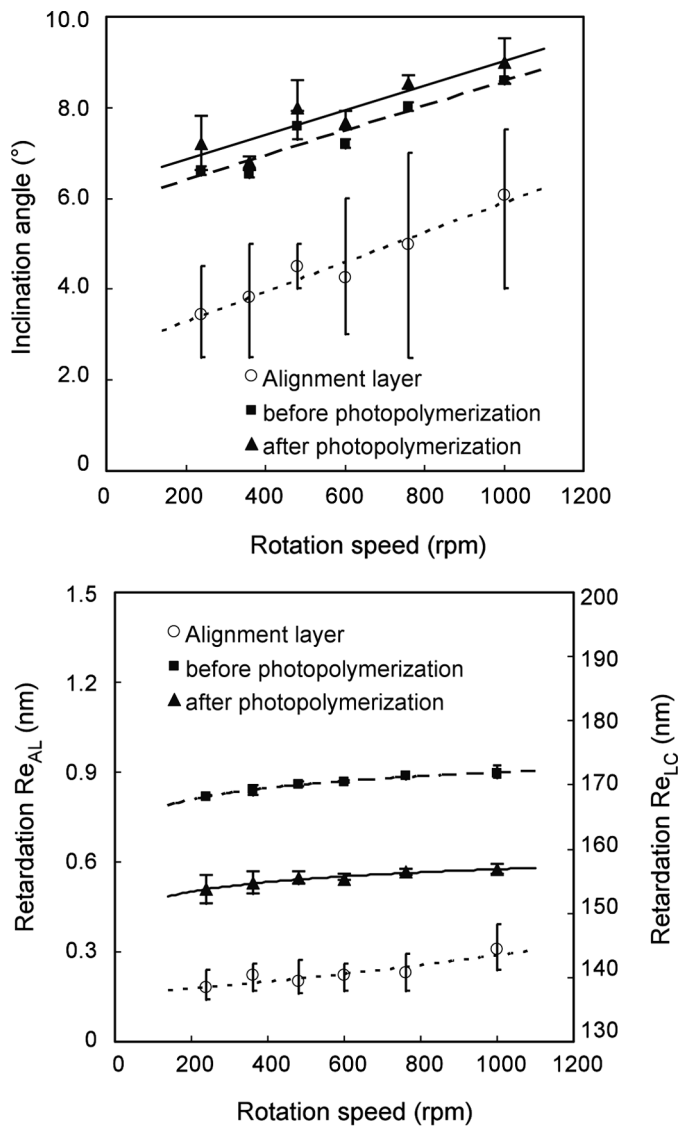 10.0
8.0
6.0
4.0
2.0
0
Inclination angle (°)
Alignment layer
before photopolymerization
after photopolymerization
0 200 400 600 800 1000 1200
Rotation speed (rpm)
1.5
1.2
0.9
0.6
0.3
0
Retardation Re_AL (nm)
Alignment layer
before photopolymerization
after photopolymerization
200
190
180
170
160
150
140
130
Retardation Re_LC (nm)
0 200 400 600 800 1000 1200
Rotation speed (rpm)